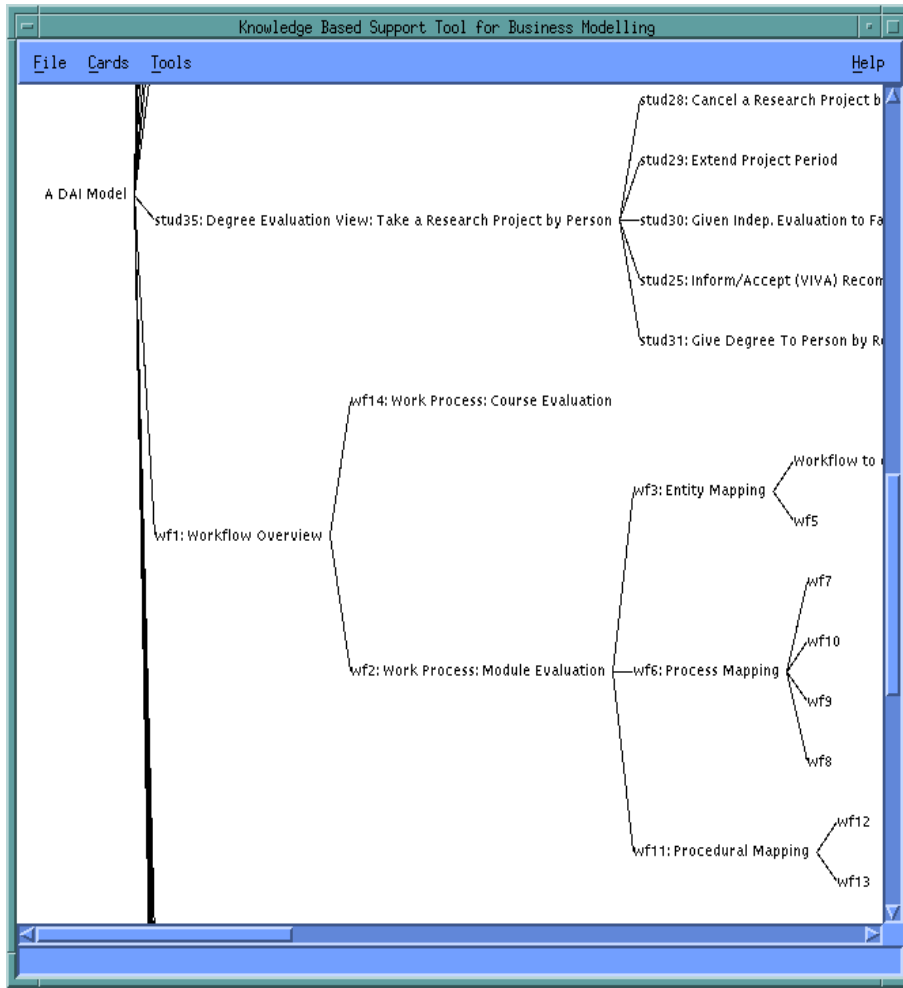 Knowledge Based Support Tool for Business Modelling
File Cards Tools Help
stud28: Cancel a Research Project b
stud29: Extend Project Period
A DAI Model
stud35: Degree Evaluation View: Take a Research Project by Person
stud30: Given Indep. Evaluation to Fa
stud25: Inform/Accept (VIVA) Recom
stud31: Give Degree To Person by R
wf14: Work Process: Course Evaluation
Workflow to
wf3: Entity Mapping
wf5
wf1: Workflow Overview
wf7
wf10
wf2: Work Process: Module Evaluation
wf6: Process Mapping
wf9
wf8
wf12
wf11: Procedural Mapping
wf13